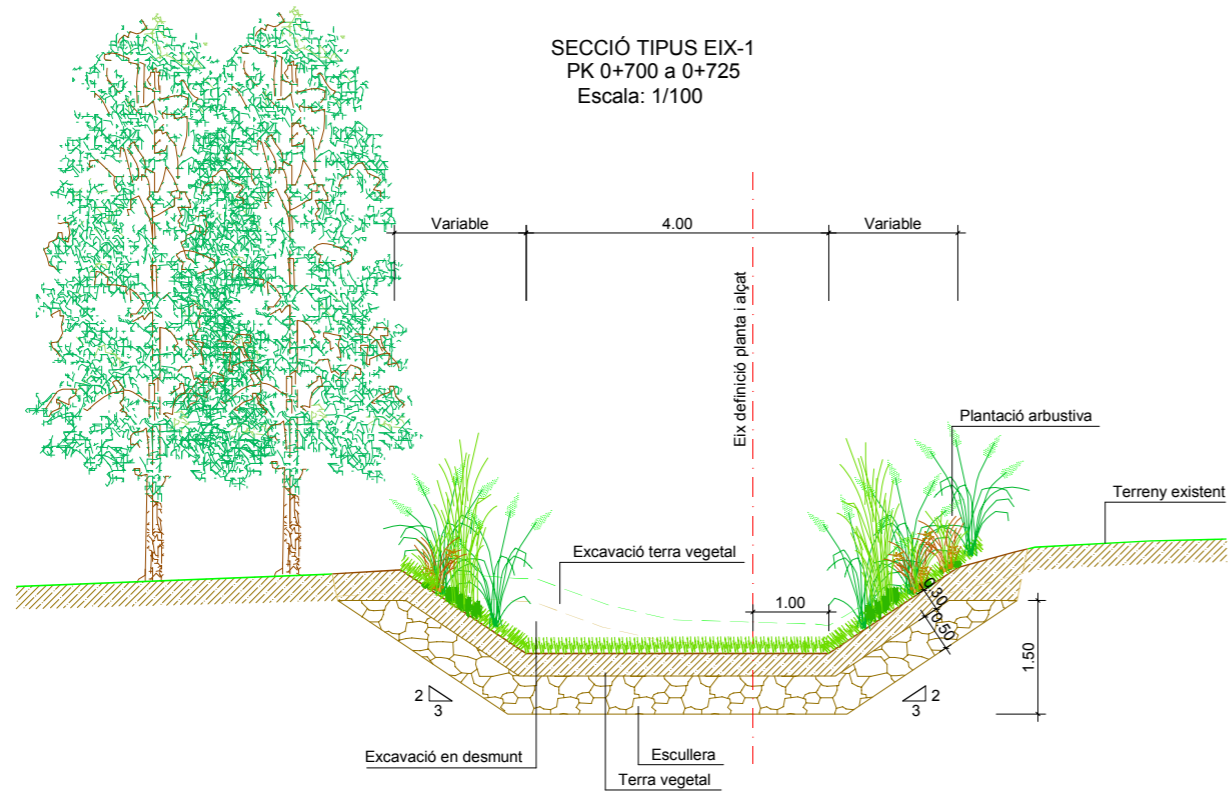 SECCIÓ TIPUS EIX-1
PK 0+700 a 0+725
Escala: 1/100
Variable
4.00
Variable
Eix definició planta i alçat
Plantació arbustiva
Terreny existent
Excavació terra vegetal
1.00
0.30
0.50
1.50
2
3
2
3
Excavació en desmunt
Escullera
Terra vegetal